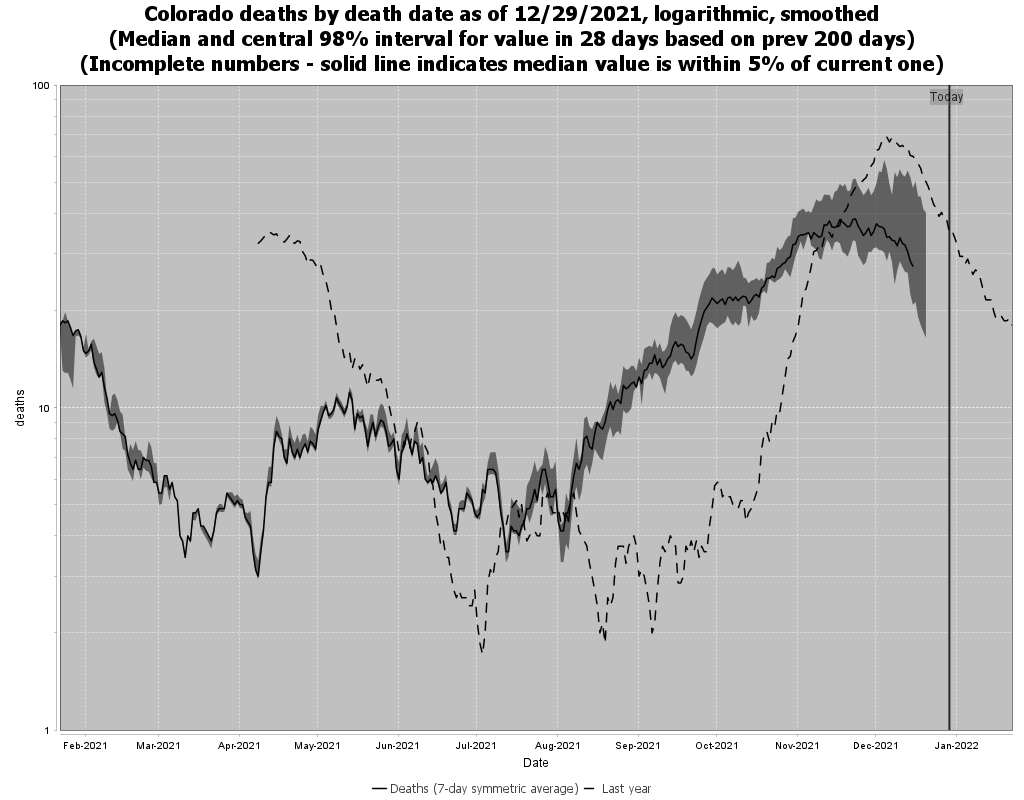 Colorado deaths by death date as of 12/29/2021, logarithmic, smoothed
(Median and central 98% interval for value in 28 days based on prev 200 days)
(Incomplete numbers - solid line indicates median value is within 5% of current one)
100
Today
deaths
10
1
Feb-2021 Mar-2021 Apr-2021 May-2021 Jun-2021 Jul-2021 Aug-2021 Sep-2021 Oct-2021 Nov-2021 Dec-2021 Jan-2022
Date
Deaths (7-day symmetric average) Last year